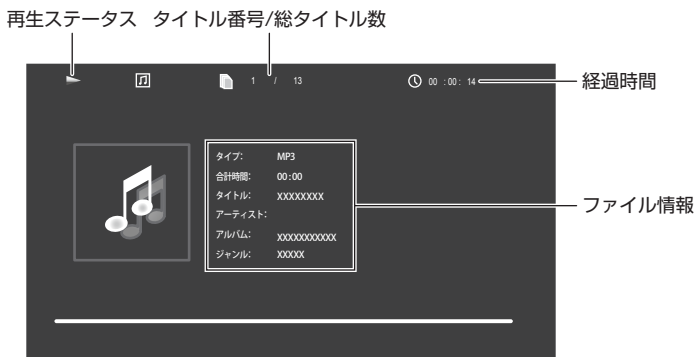 再生ステータス タイトル番号/総タイトル数
1 / 13 00 : 00 : 14 経過時間
タイプ: MP3
合計時間: 00:00
タイトル: XXXXXXXX
アーティスト:
ファイル情報
アルバム: XXXXXXXXXXX
ジャンル: XXXXX